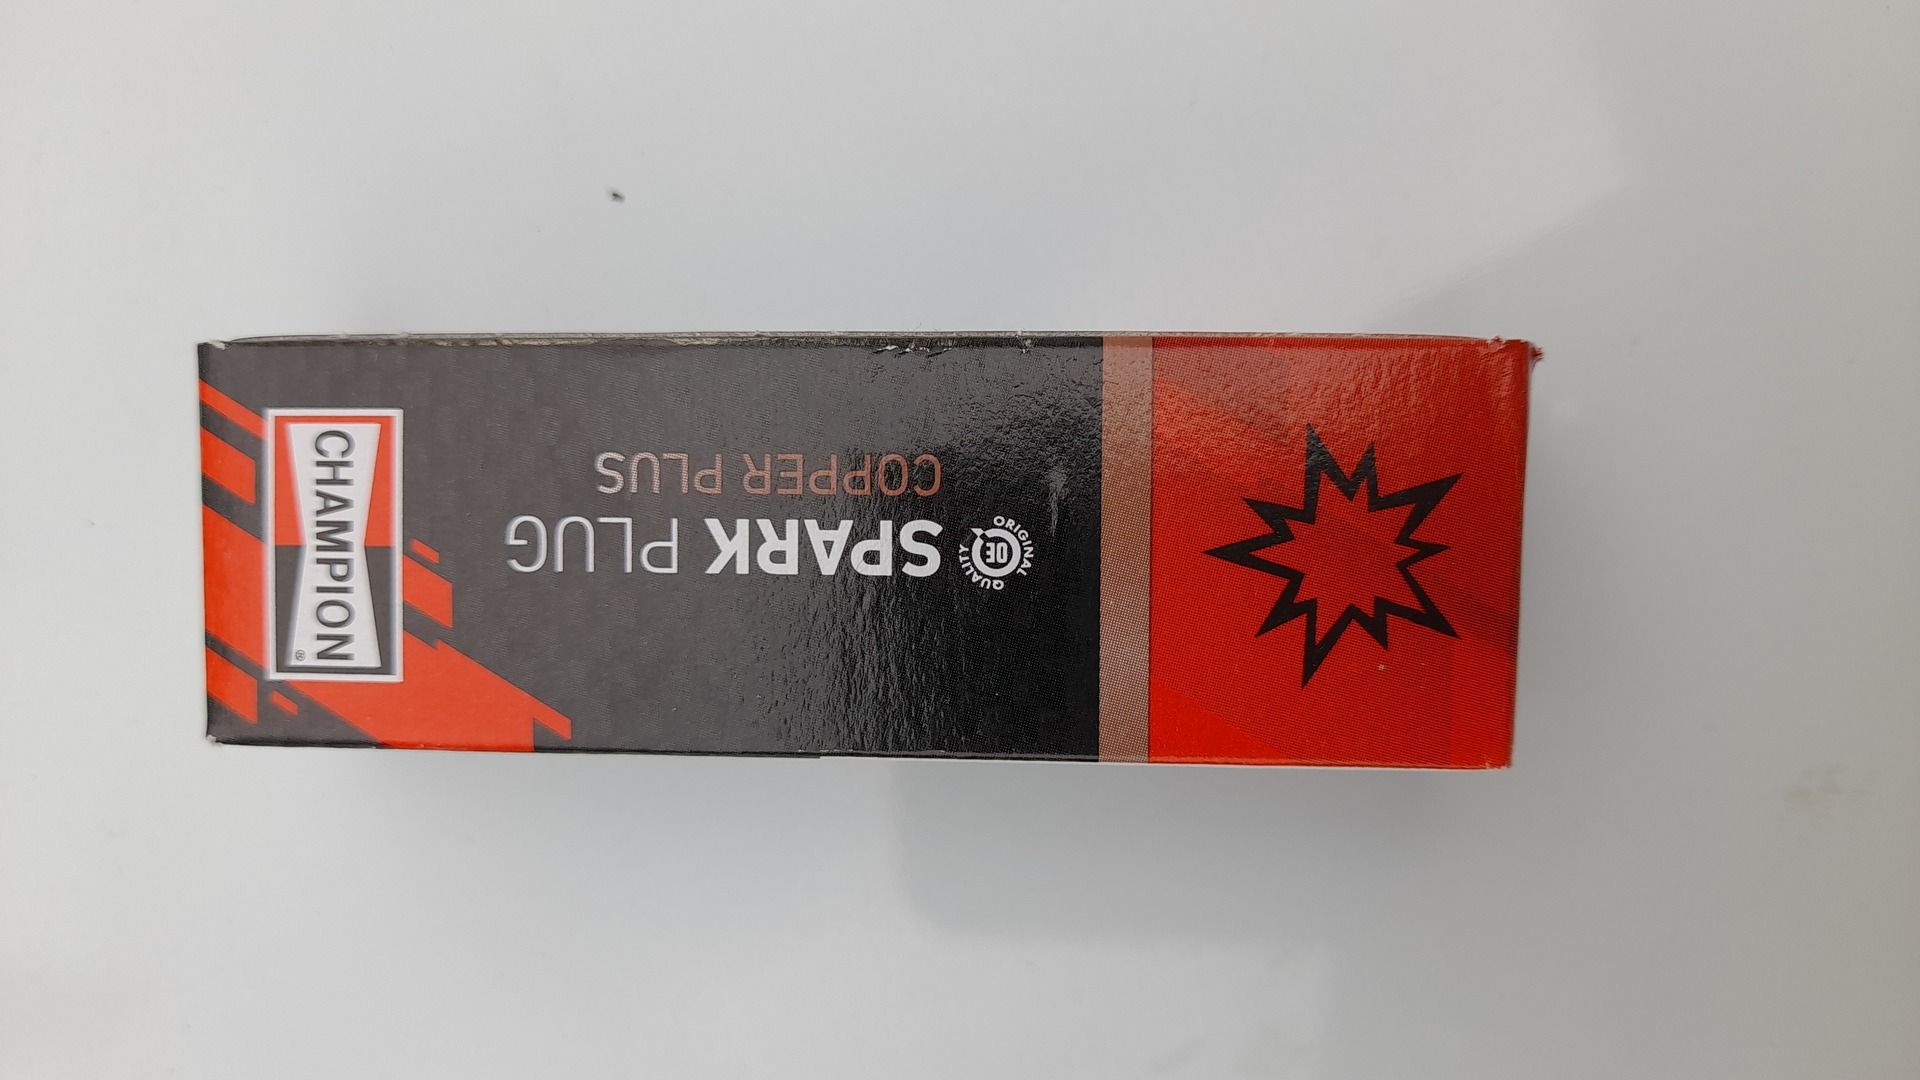 CHAMPION
®
ORIGINAL
OE
QUALITY
SPARK PLUG
COPPER PLUS